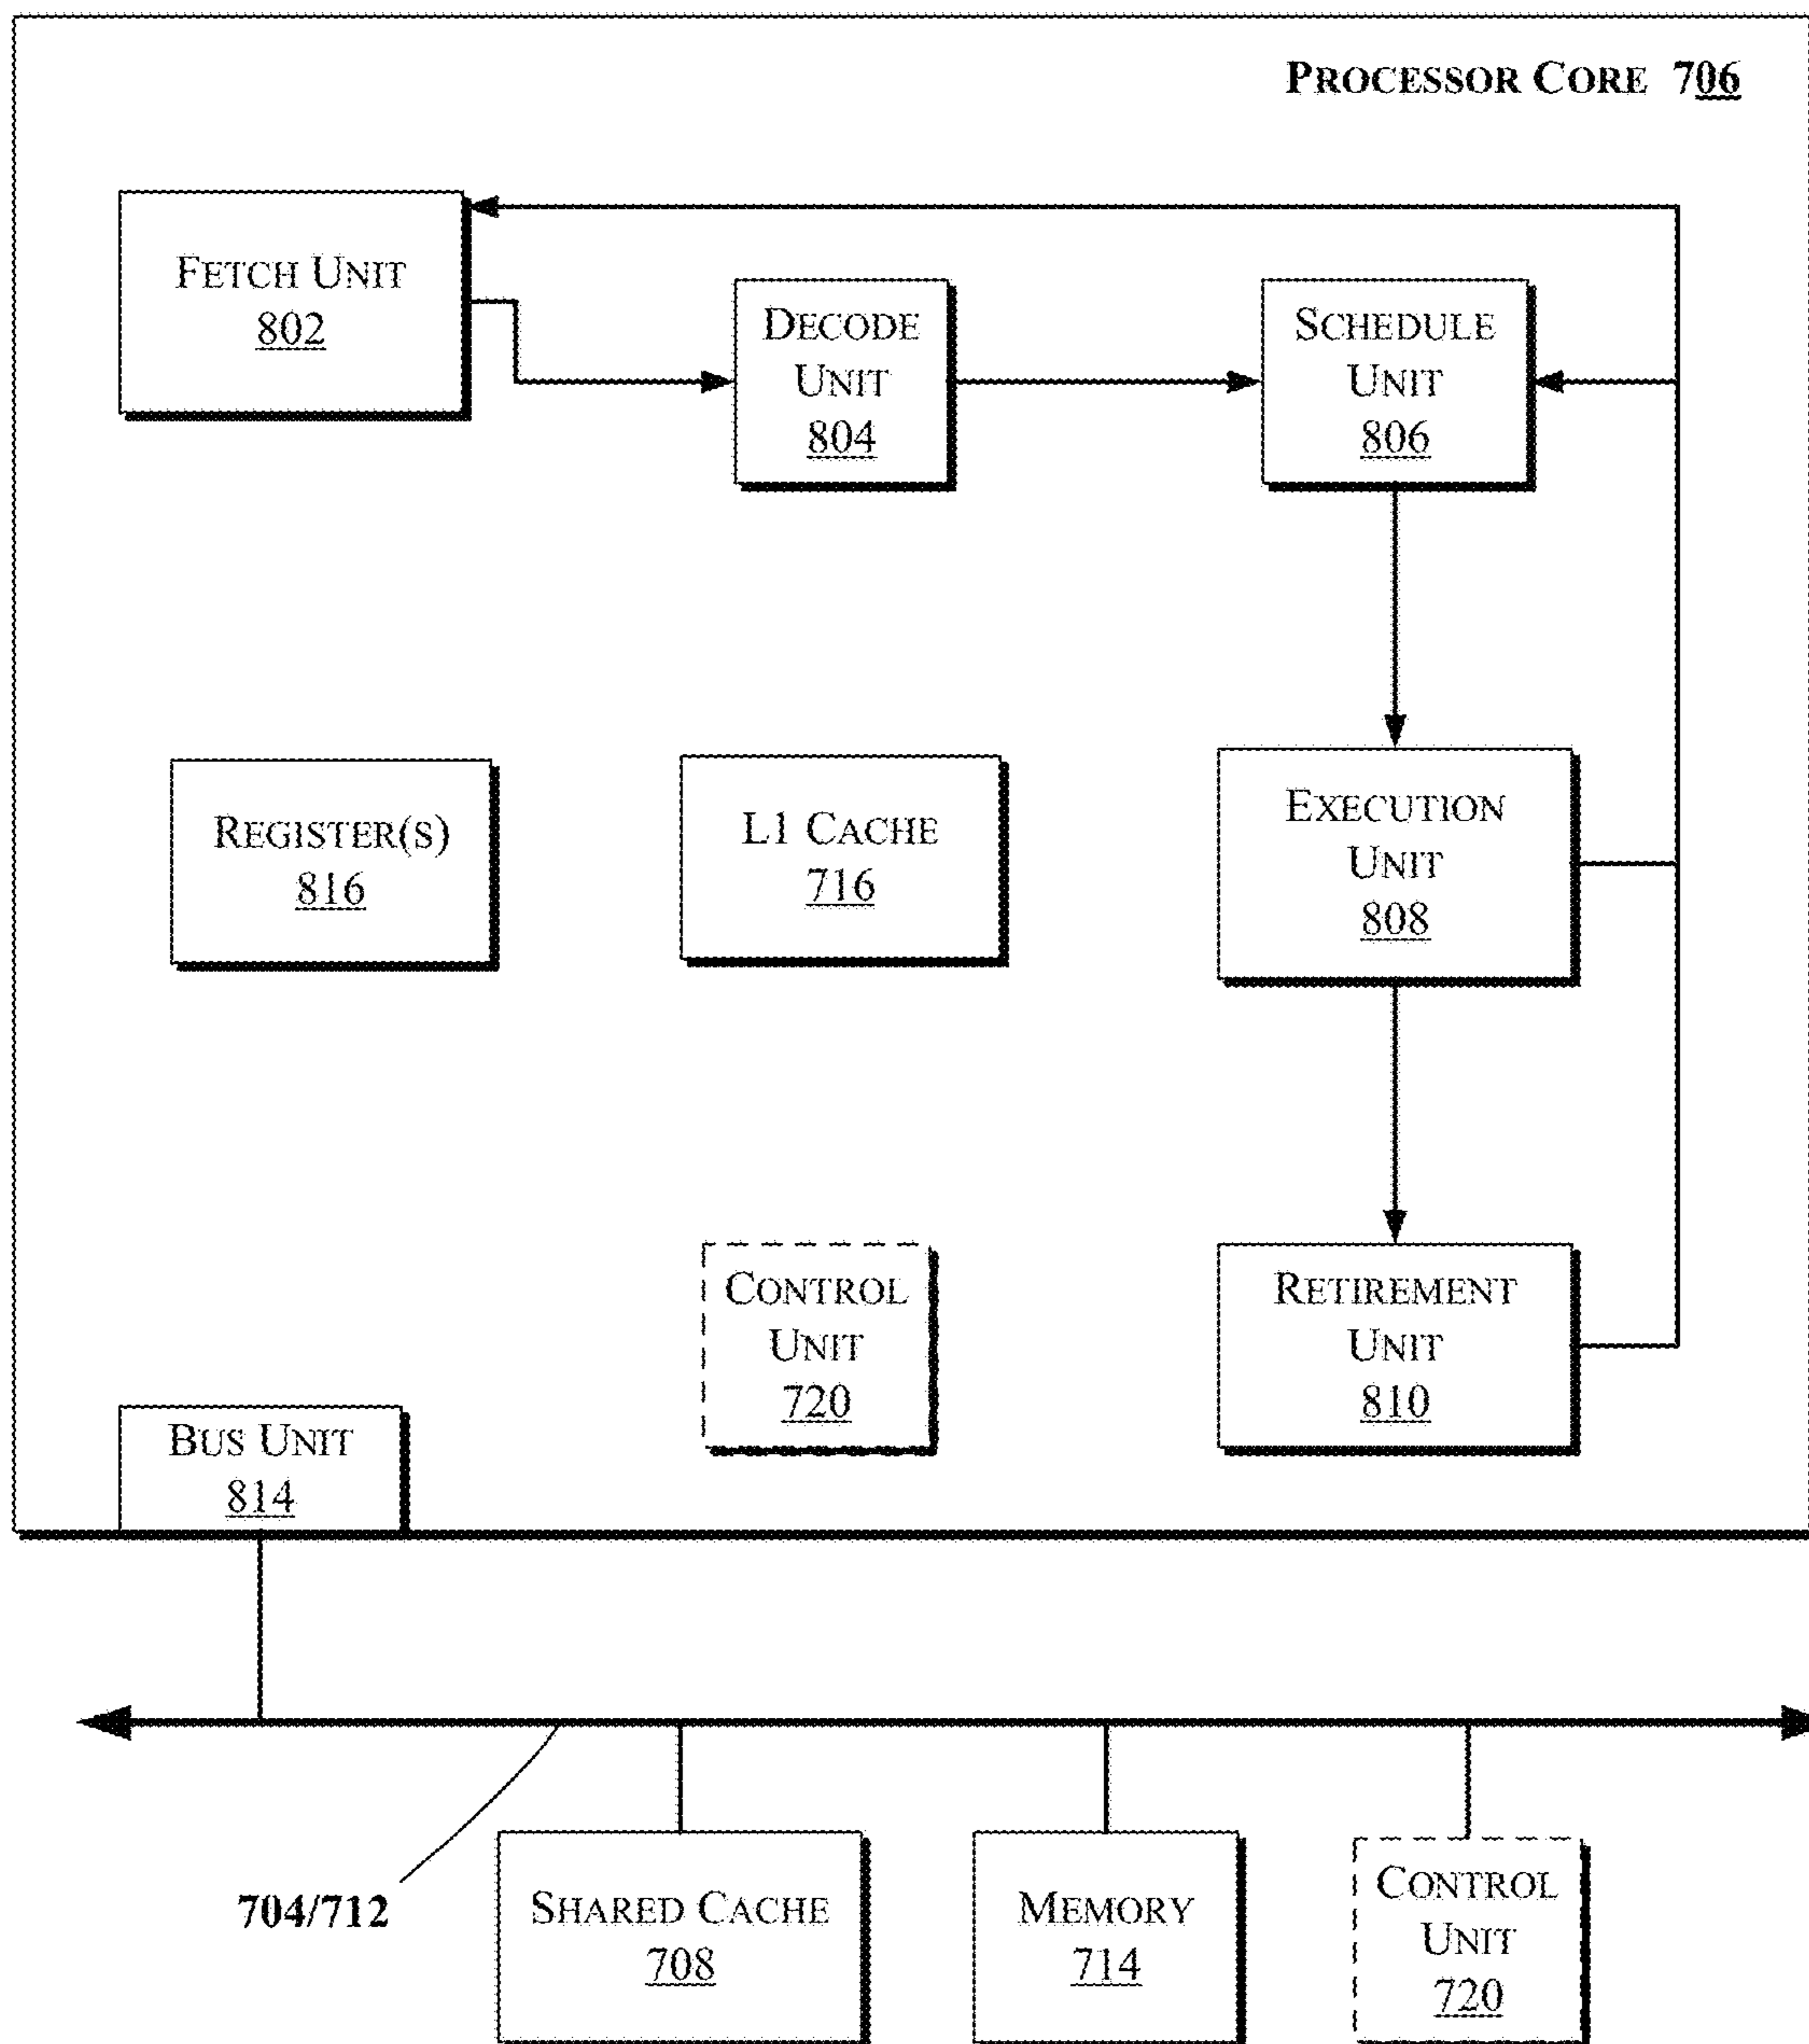 PROCESSOR CORE 706
FETCH UNIT
802
DECODE
UNIT
804
SCHEDULE
UNIT
806
REGISTER(S)
816
L1 CACHE
716
EXECUTION
UNIT
808
CONTROL
UNIT
720
RETIREMENT
UNIT
810
BUS UNIT
814
704/712
SHARED CACHE
708
MEMORY
714
CONTROL
UNIT
720